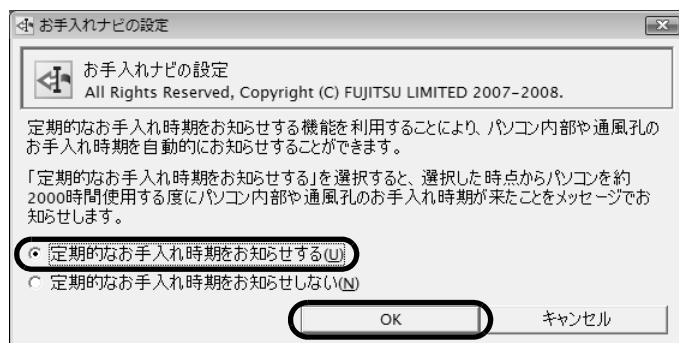 お手入れナビの設定
お手入れナビの設定
All Rights Reserved, Copyright (C) FUJITSU LIMITED 2007-2008.
定期的なお手入れ時期をお知らせする機能を利用することにより、パソコン内部や通風孔の
お手入れ時期を自動的にお知らせすることができます。
「定期的なお手入れ時期をお知らせする」を選択すると、選択した時点からパソコンを約
2000時間使用する度にパソコン内部や通風孔のお手入れ時期が来たことをメッセージでお
知らせします。
定期的なお手入れ時期をお知らせする(U)
定期的なお手入れ時期をお知らせしない(N)
OK キャンセル